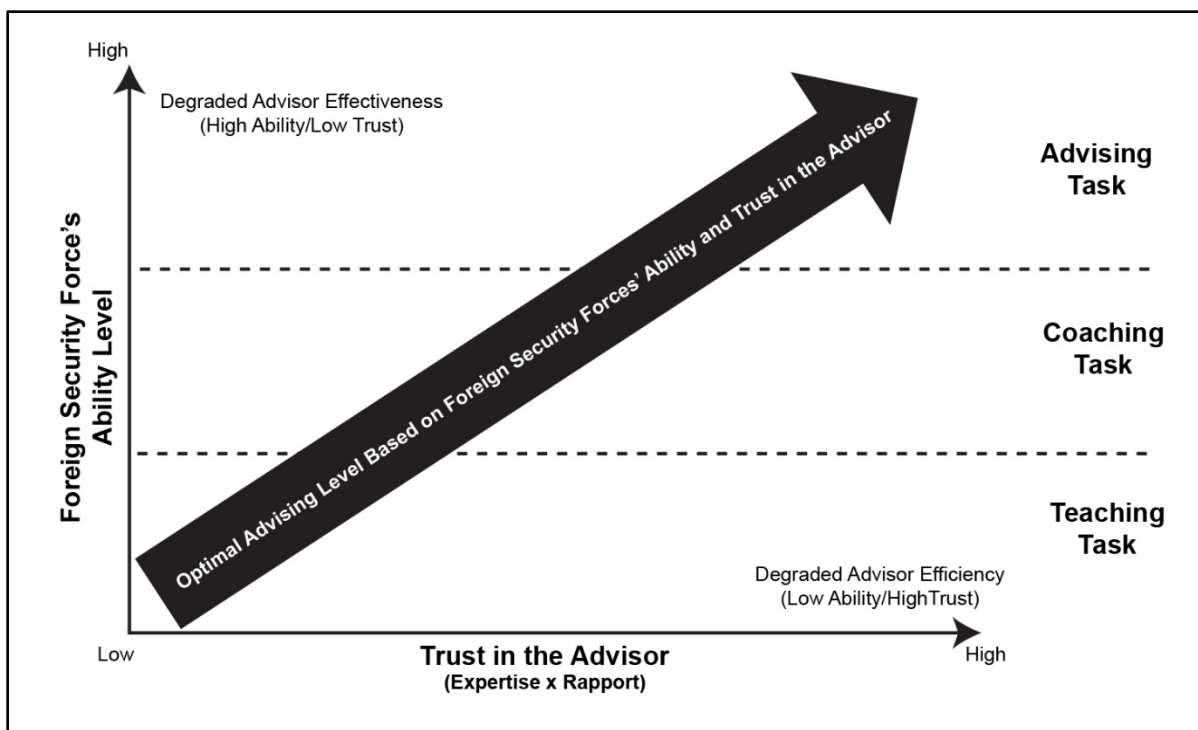 High
Degraded Advisor Effectiveness
(High Ability/Low Trust)
Optimal Advising Level Based on Foreign Security Forces' Ability and Trust in the Advisor
Advising
Task
Foreign Security Force's
Ability Level
Coaching
Task
Teaching
Task
Degraded Advisor Efficiency
(Low Ability/HighTrust)
Low
Trust in the Advisor
(Expertise x Rapport)
High